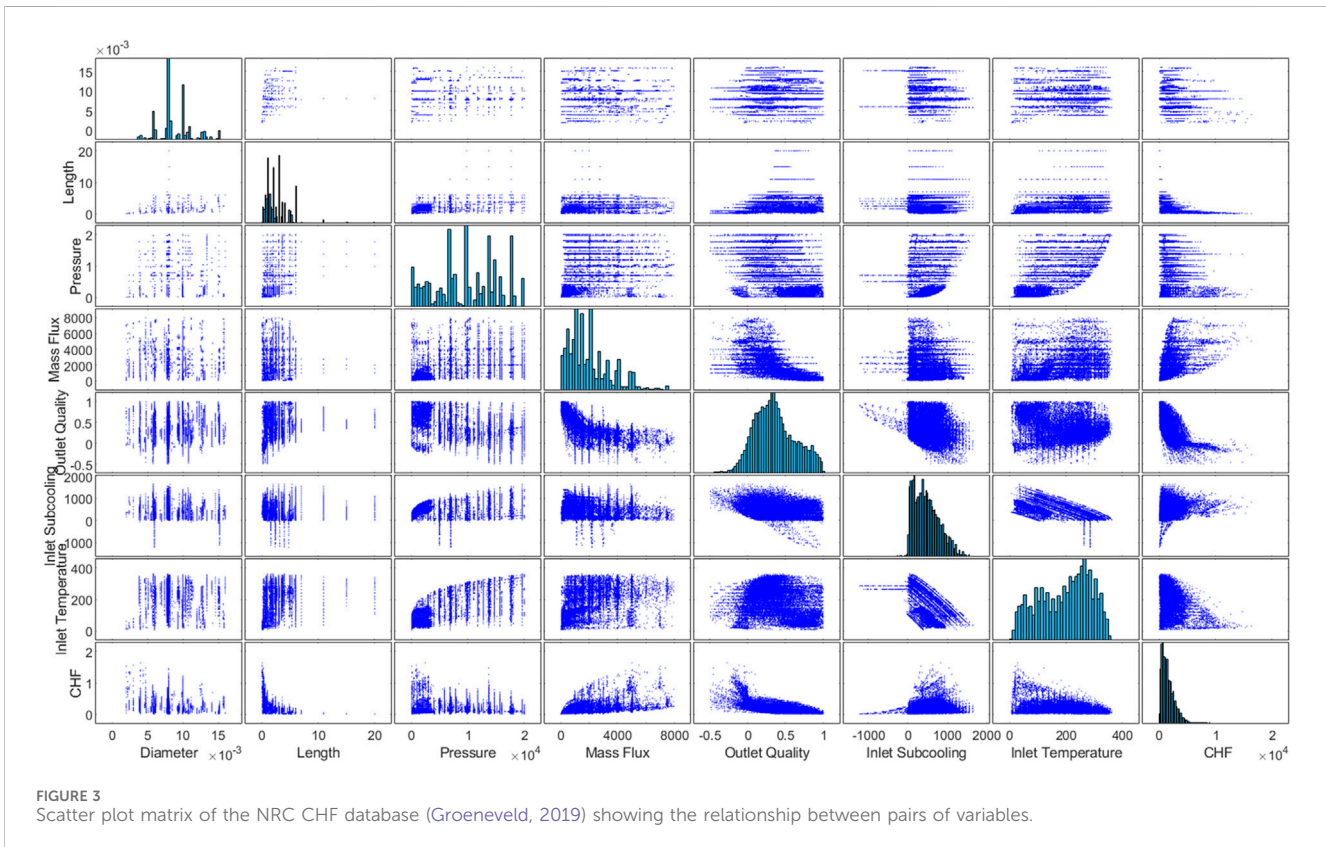 ×10⁻³
15
10
5
0
20
Length
10
0
2
Pressure
1
0
8000
Mass Flux
6000
4000
2000
0
1
Outlet Quality
0.5
0
-0.5
2000
Inlet Subcooling
1000
0
-1000
400
Inlet Temperature
200
0
2
CHF
1
0
0 5 10 15 0 10 20 0 1 2 0 4000 8000 -0.5 0 0.5 1 -1000 0 1000 2000 0 200 400 0 1 2
Diameter ×10⁻³ Length Pressure ×10⁴ Mass Flux Outlet Quality Inlet Subcooling Inlet Temperature CHF ×10⁴
FIGURE 3
Scatter plot matrix of the NRC CHF database (Groeneveld, 2019) showing the relationship between pairs of variables.